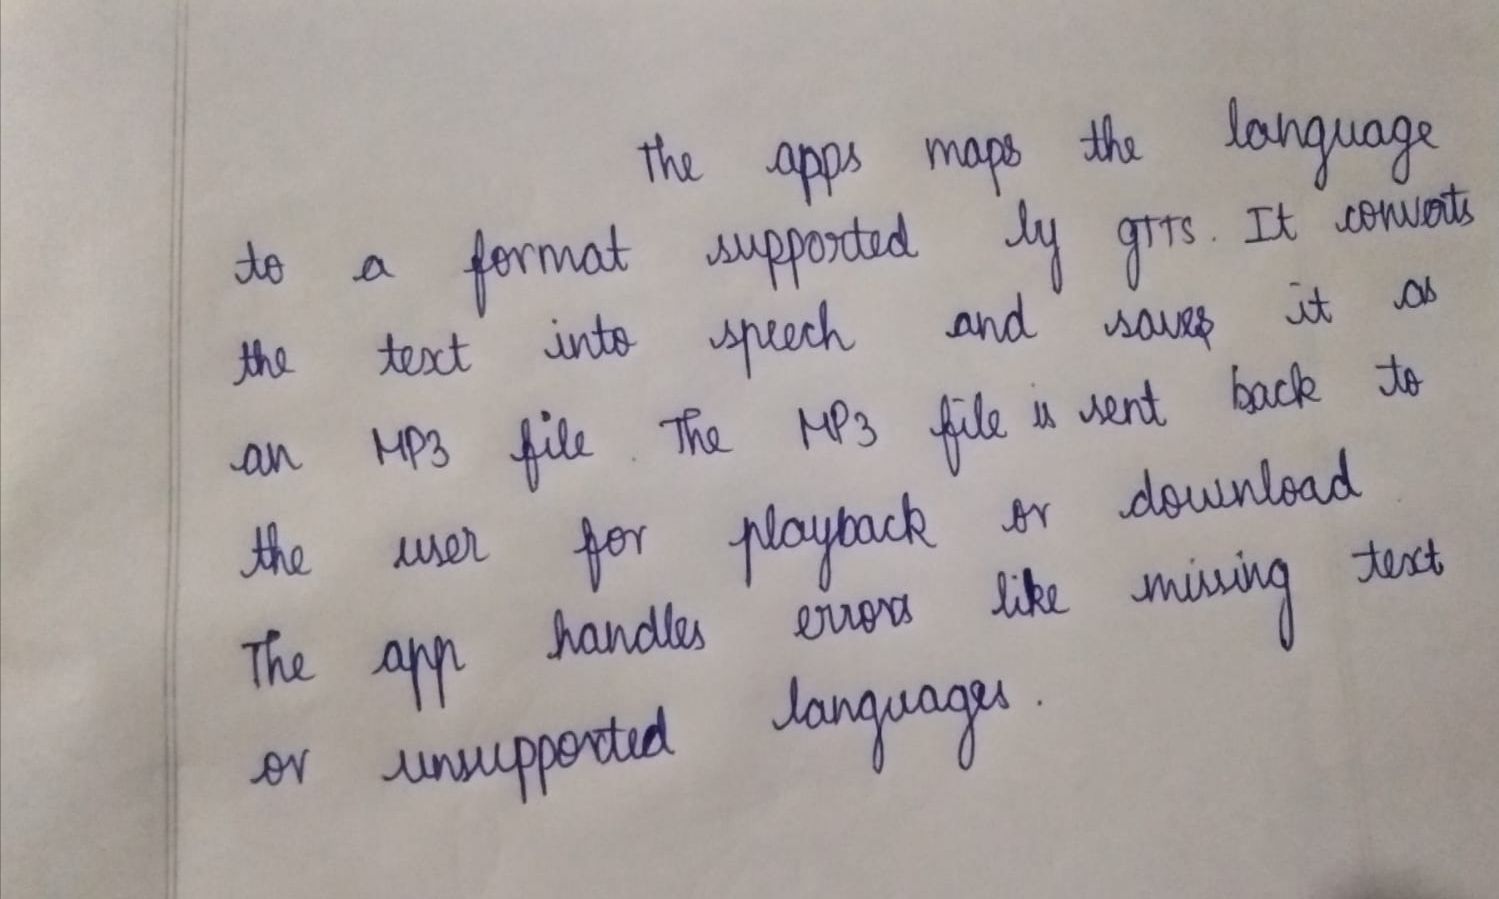 The apps maps the language
to a format supported by gTTS. It converts
the text into speech and saves it as
an MP3 file. The MP3 file is sent back to
the user for playback or download
The app handles errors like missing text
or unsupported languages.